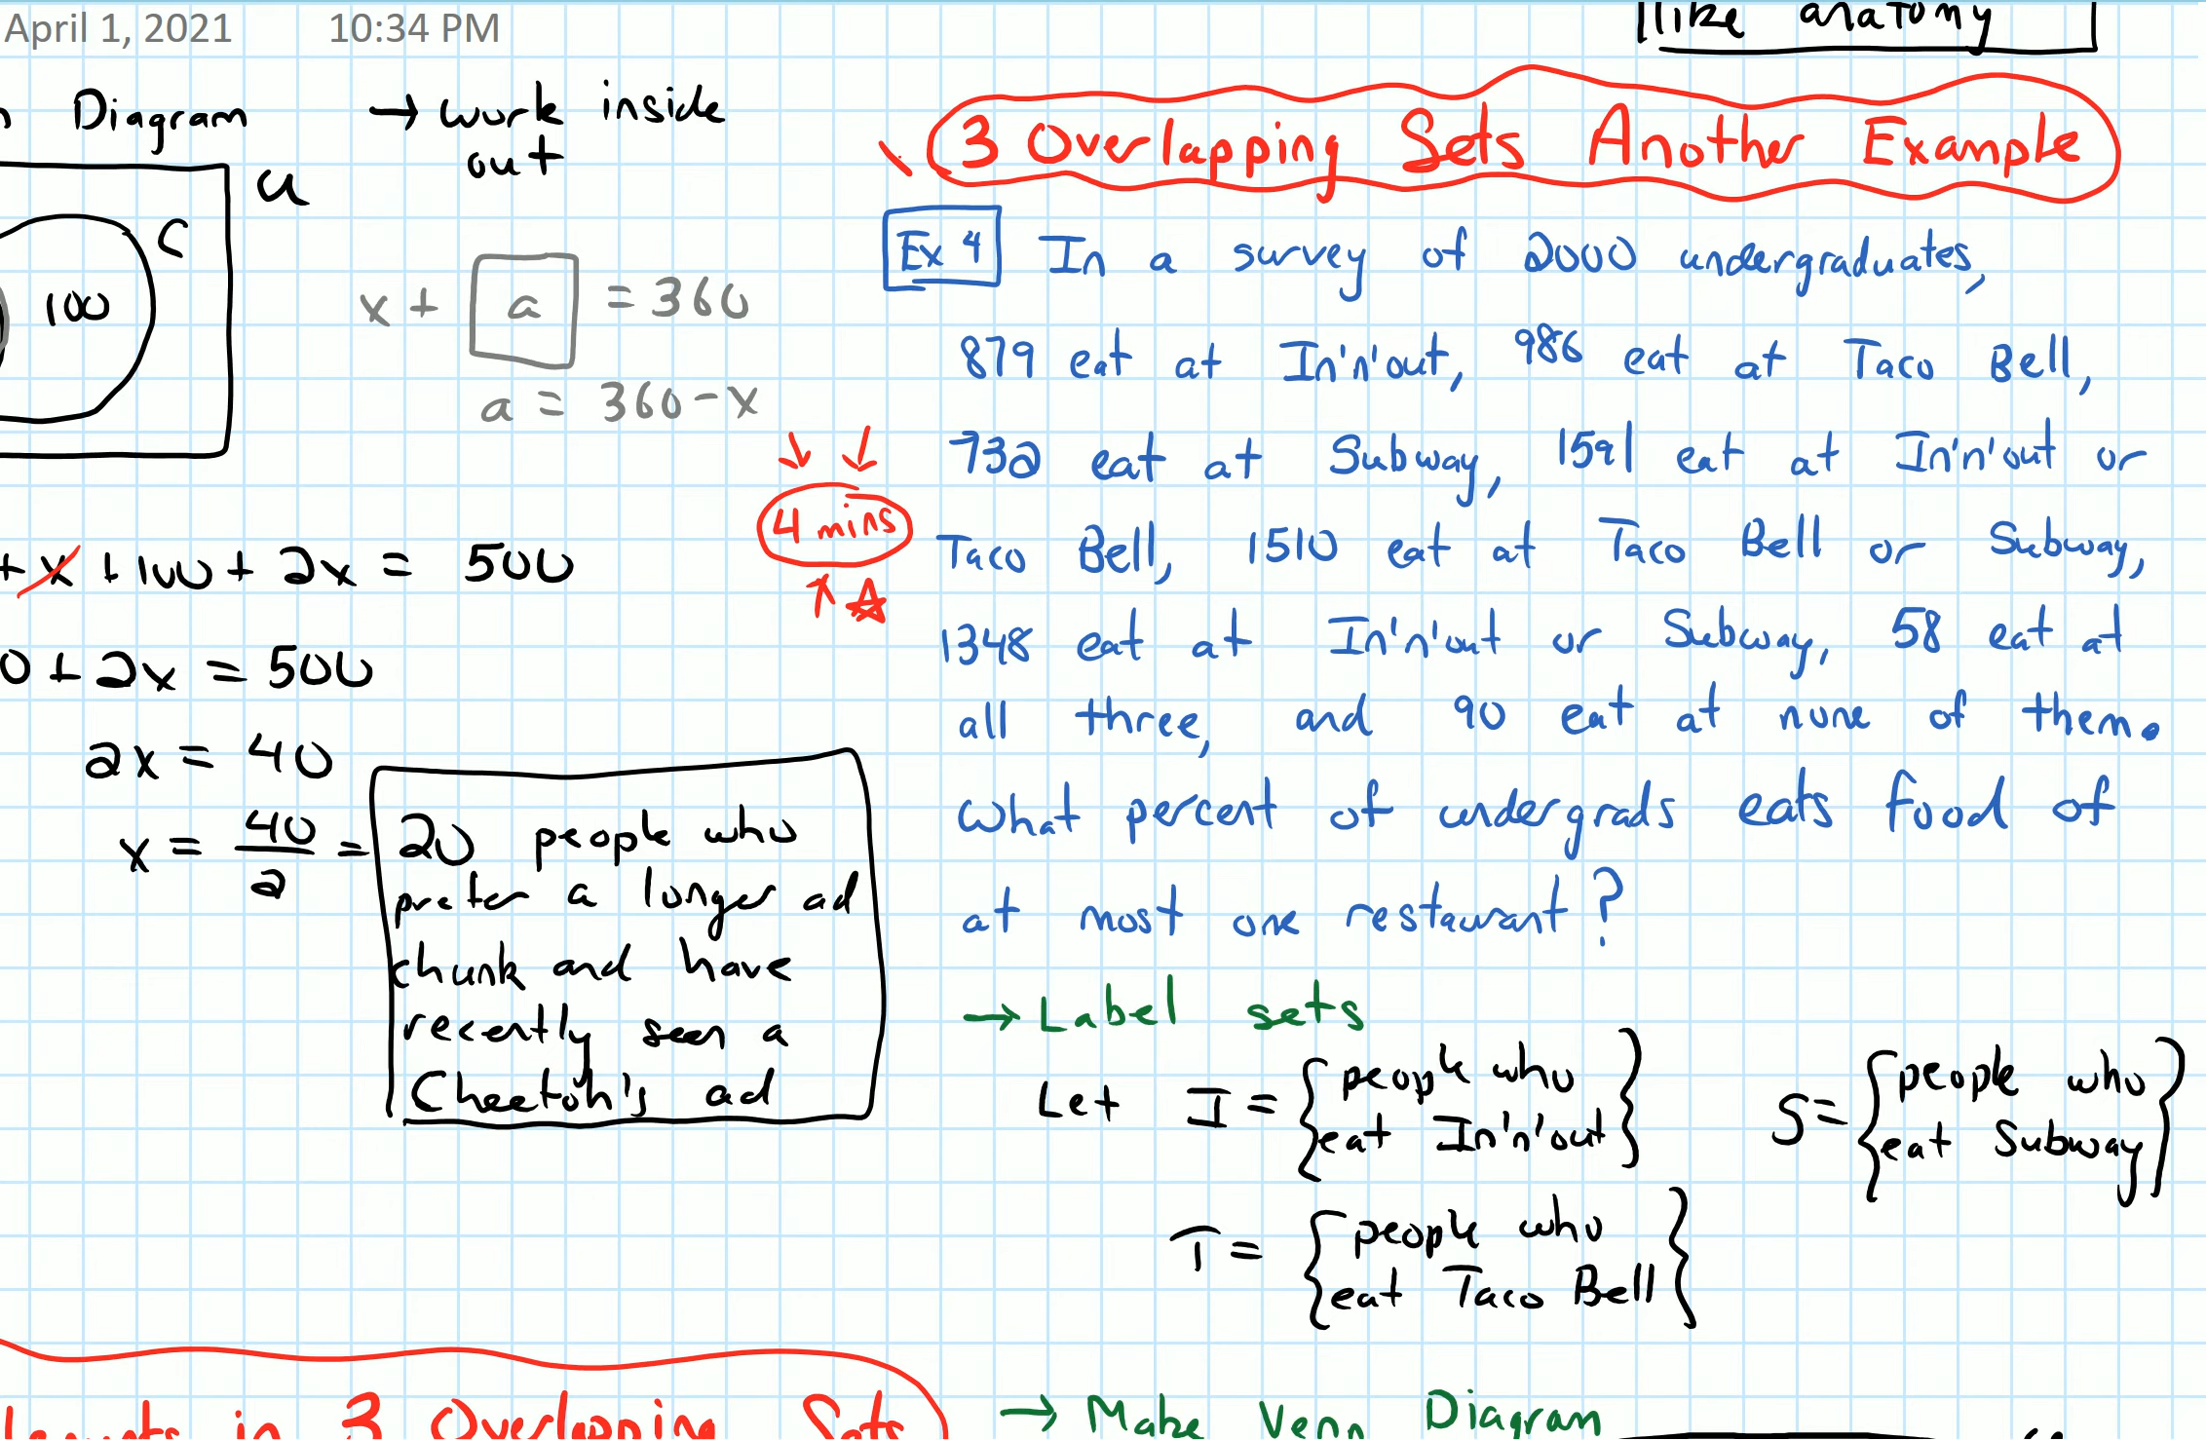 April 1, 2021 10:34 PM
like anatomy
Diagram → work inside
out
U
C
100
x + a = 360
a = 360 - x
+ x + 100 + 2x = 500
0 + 2x = 500
2x = 40
x = 40/2 = 20 people who
prefer a longer ad
chunk and have
recently seen a
Cheetoh's ad
in 3 Overlapping Sets
3 Overlapping Sets Another Example
Ex 4 In a survey of 2000 undergraduates,
879 eat at In'n'out, 986 eat at Taco Bell,
732 eat at Subway, 1591 eat at In'n'out or
4 mins
Taco Bell, 1510 eat at Taco Bell or Subway,
1348 eat at In'n'out or Subway, 58 eat at
all three, and 90 eat at none of them.
What percent of undergrads eats food of
at most one restaurant?
→ Label sets
Let I = {people who
eat In'n'out}
S = {people who
eat Subway}
T = {people who
eat Taco Bell}
→ Make Venn Diagram